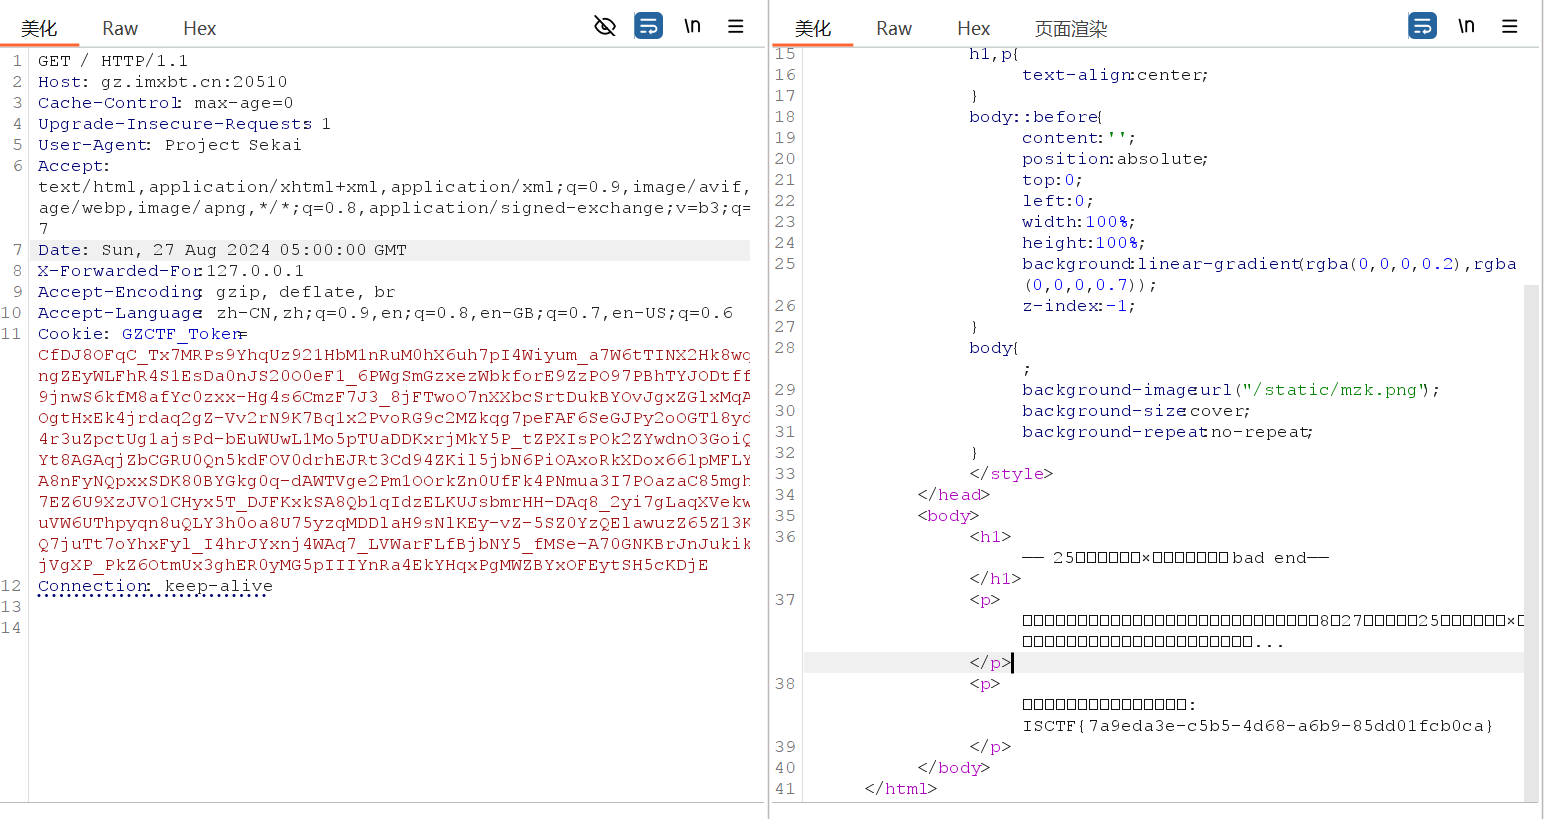 美化 Raw Hex \n
1 GET / HTTP/1.1
2 Host: gz.imxbt.cn:20510
3 Cache-Control: max-age=0
4 Upgrade-Insecure-Requests: 1
5 User-Agent: Project Sekai
6 Accept:
text/html,application/xhtml+xml,application/xml;q=0.9,image/avif,
age/webp,image/apng,*/*;q=0.8,application/signed-exchange;v=b3;q=
7
7 Date: Sun, 27 Aug 2024 05:00:00 GMT
8 X-Forwarded-For:127.0.0.1
9 Accept-Encoding: gzip, deflate, br
10 Accept-Language: zh-CN,zh;q=0.9,en;q=0.8,en-GB;q=0.7,en-US;q=0.6
11 Cookie: GZCTF_Token=
CfDJ8OFqC_Tx7MRPs9YhqUz921HbM1nRuM0hX6uh7pI4Wiyum_a7W6tTINX2Hk8wq
ngZEyWLFhR4S1EsDa0nJS20O0eF1_6PWgSmGzxezWbkforE9ZzPO97PBhTYJODtff
9jnwS6kfM8afYc0zxx-Hg4s6CmzF7J3_8jFTwoO7nXXbcSrtDukBYOvJgxZGlxMqA
OgtHxEk4jrdaq2gZ-Vv2rN9K7Bq1x2PvoRG9c2MZkqg7peFAF6SeGJPy2oOGT18yd
4r3uZpctUg1ajsPd-bEuWUwL1Mo5pTUaDDKxrjMkY5P_tZPXIsPOk2ZYwdnO3GoiQ
Yt8AGAqjZbCGRU0Qn5kdFOV0drhEJRt3Cd94ZKil5jbN6PiOAxoRkXDox661pMFLY
A8nFyNQpxxSDK80BYGkg0q-dAWTVge2Pm1OOrkZn0UfFk4PNmua3I7POazaC85mgh
7EZ6U9XzJVO1CHyx5T_DJFKxkSA8Qb1qIdzELKUJsbmrHH-DAq8_2yi7gLaqXVekw
uVW6UThpyqn8uQLY3h0oa8U75yzqMDDlaH9sNlKEy-vZ-5SZ0YzQElawuzZ65Z13K
Q7juTt7oYhxFyl_I4hrJYxnj4WAq7_LVWarFLfBjbNY5_fMSe-A70GNKBrJnJukik
jVgXP_PkZ6OtmUx3ghER0yMG5pIIIYnRa4EkYHqxPgMWZBYxOFEytSH5cKDjE
12 Connection: keep-alive
13
14
美化 Raw Hex 页面渲染 \n
15 h1,p{
16 text-align:center;
17 }
18 body::before{
19 content:'';
20 position:absolute;
21 top:0;
22 left:0;
23 width:100%;
24 height:100%;
25 background:linear-gradient(rgba(0,0,0,0.2),rgba
(0,0,0,0.7));
26 z-index:-1;
27 }
28 body{
;
29 background-image:url("/static/mzk.png");
30 background-size:cover;
31 background-repeat:no-repeat;
32 }
33 </style>
34 </head>
35 <body>
36 <h1>
—— 25□□□□□□×□□□□□□□bad end——
</h1>
37 <p>
□□□□□□□□□□□□□□□□□□□□□□□□□□□8□27□□□□□25□□□□□□×□
□□□□□□□□□□□□□□□□□□□□□...
</p>
38 <p>
□□□□□□□□□□□□□□□:
ISCTF{7a9eda3e-c5b5-4d68-a6b9-85dd01fcb0ca}
39 </p>
40 </body>
41 </html>